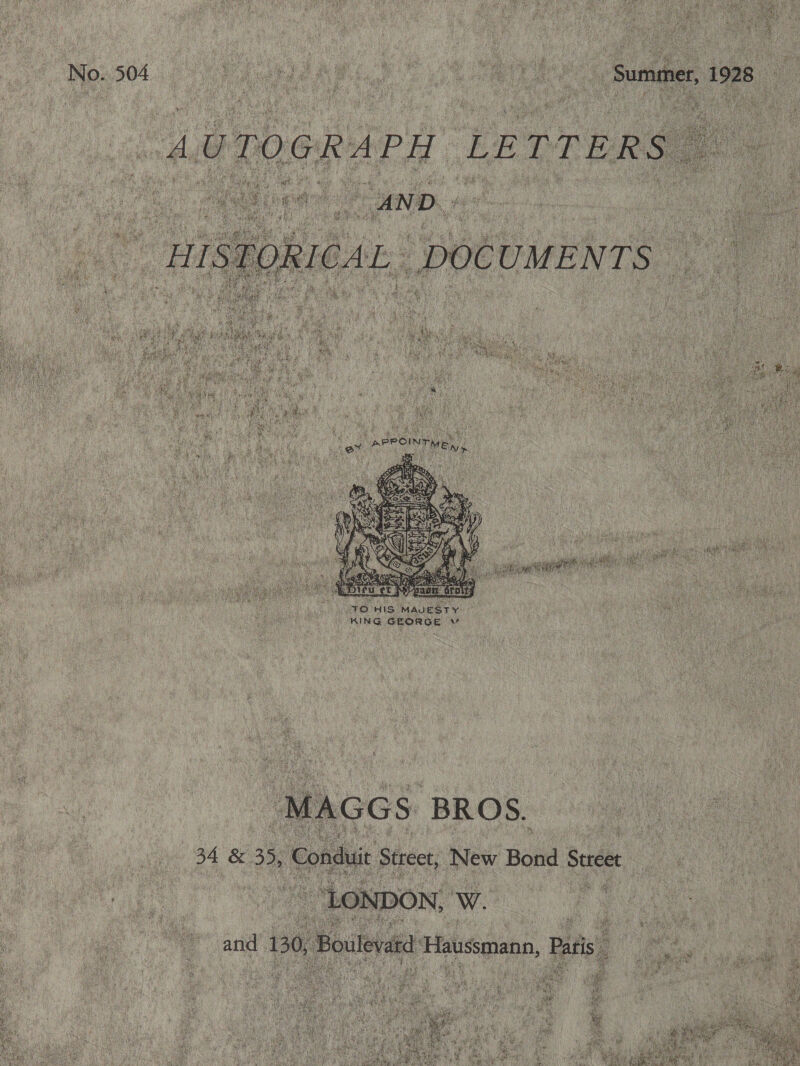 No. 504
Summer, 1928
AUTOGRAPH LETTERS
AND
HISTORICAL DOCUMENTS
BY APPOINTMENT
Dieu et Mon Droit
TO HIS MAJESTY
KING GEORGE V
MAGGS BROS.
34 & 35, Conduit Street, New Bond Street
LONDON, W.
and 130, Boulevard Haussmann, Paris